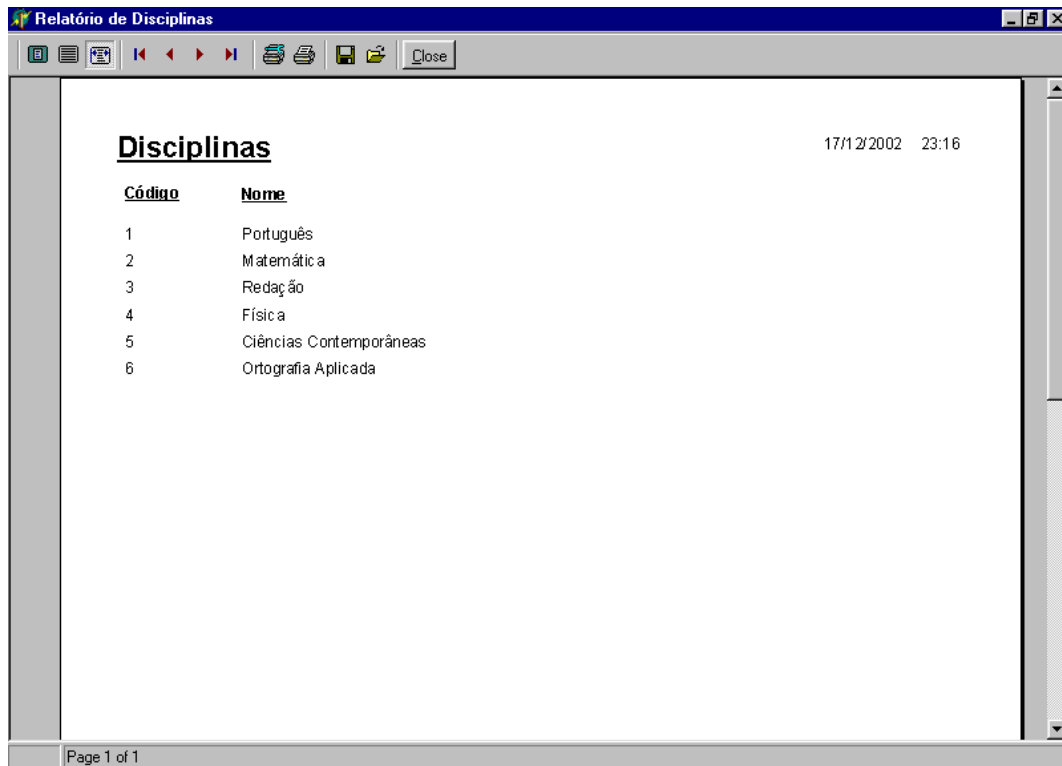 Relatório de Disciplinas
Close
Disciplinas 17/12/2002 23:16
Código Nome
1 Português
2 Matemática
3 Redação
4 Física
5 Ciências Contemporâneas
6 Ortografia Aplicada
Page 1 of 1